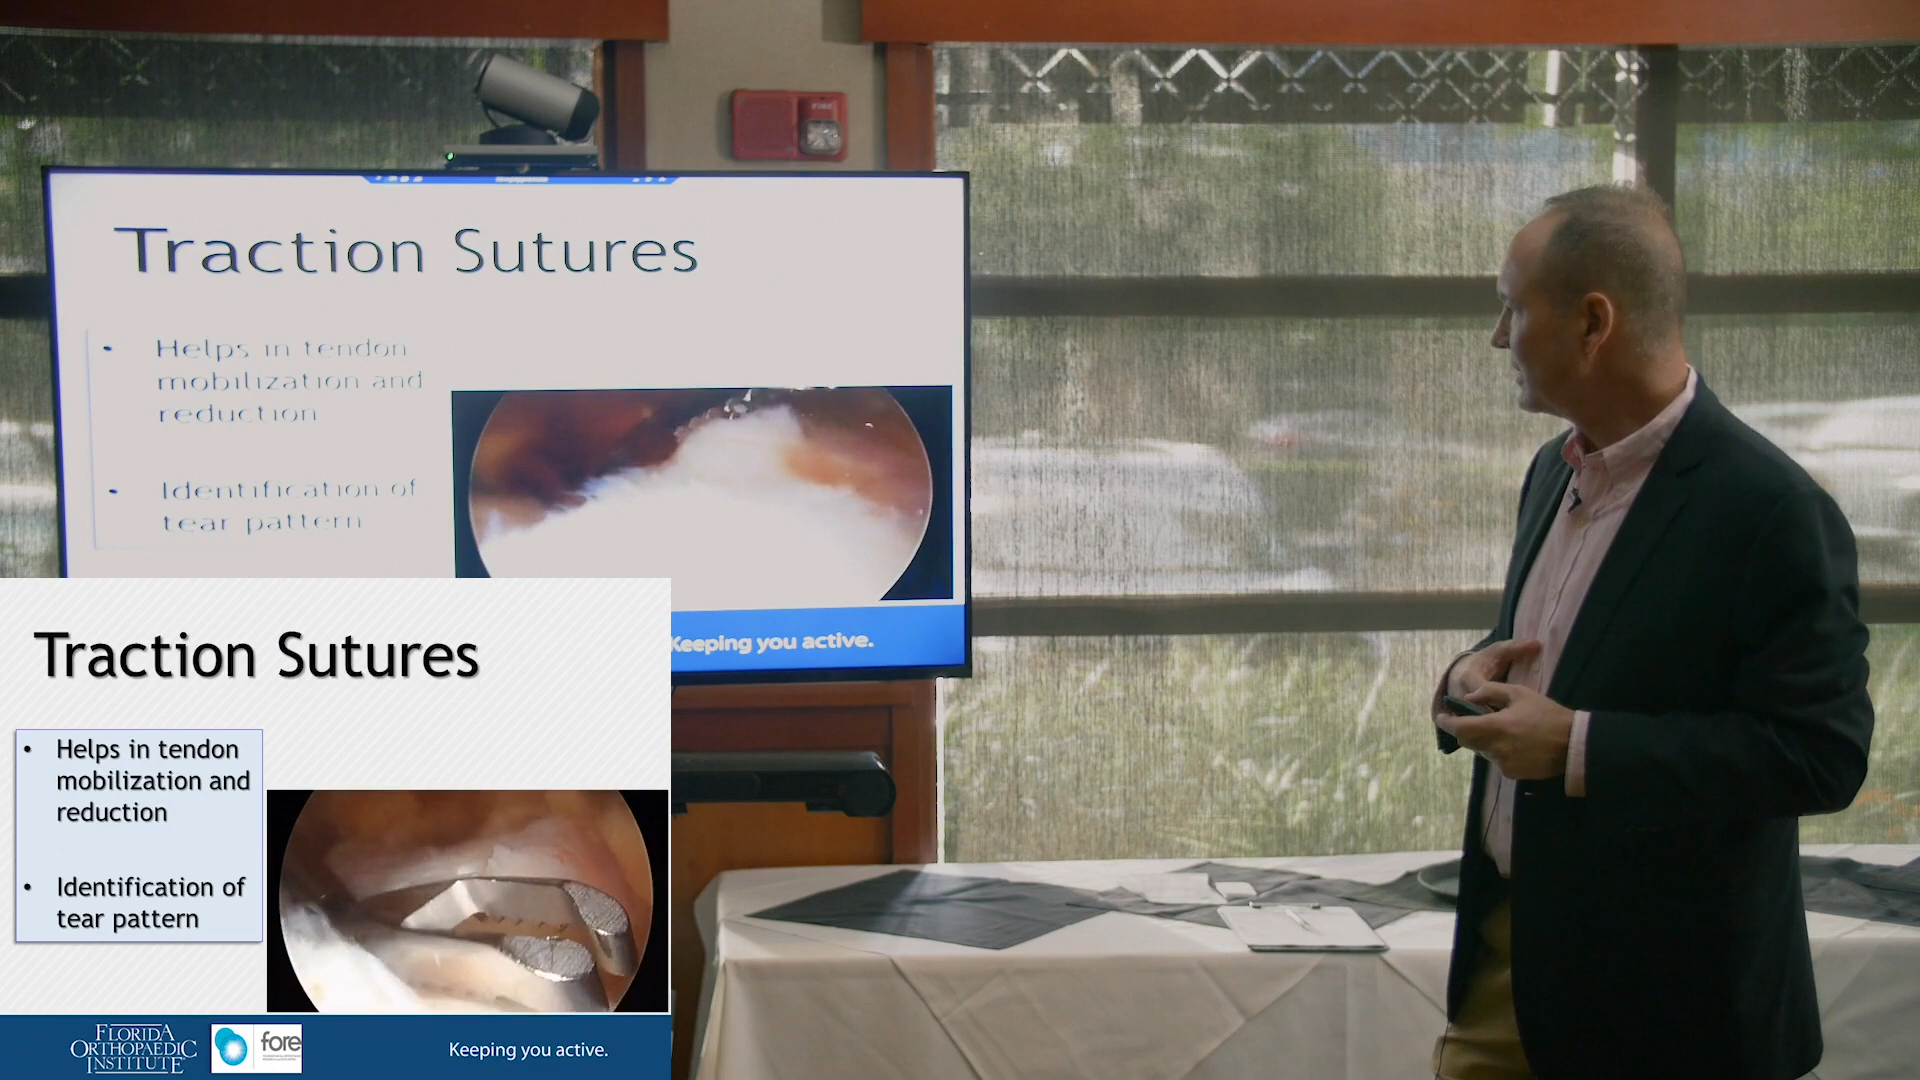 FIRE
Traction Sutures
• Helps in tendon
mobilization and
reduction
• Identification of
tear pattern
Keeping you active.
Traction Sutures
• Helps in tendon
mobilization and
reduction
• Identification of
tear pattern
FLORIDA
ORTHOPAEDIC
INSTITUTE
fore
Keeping you active.